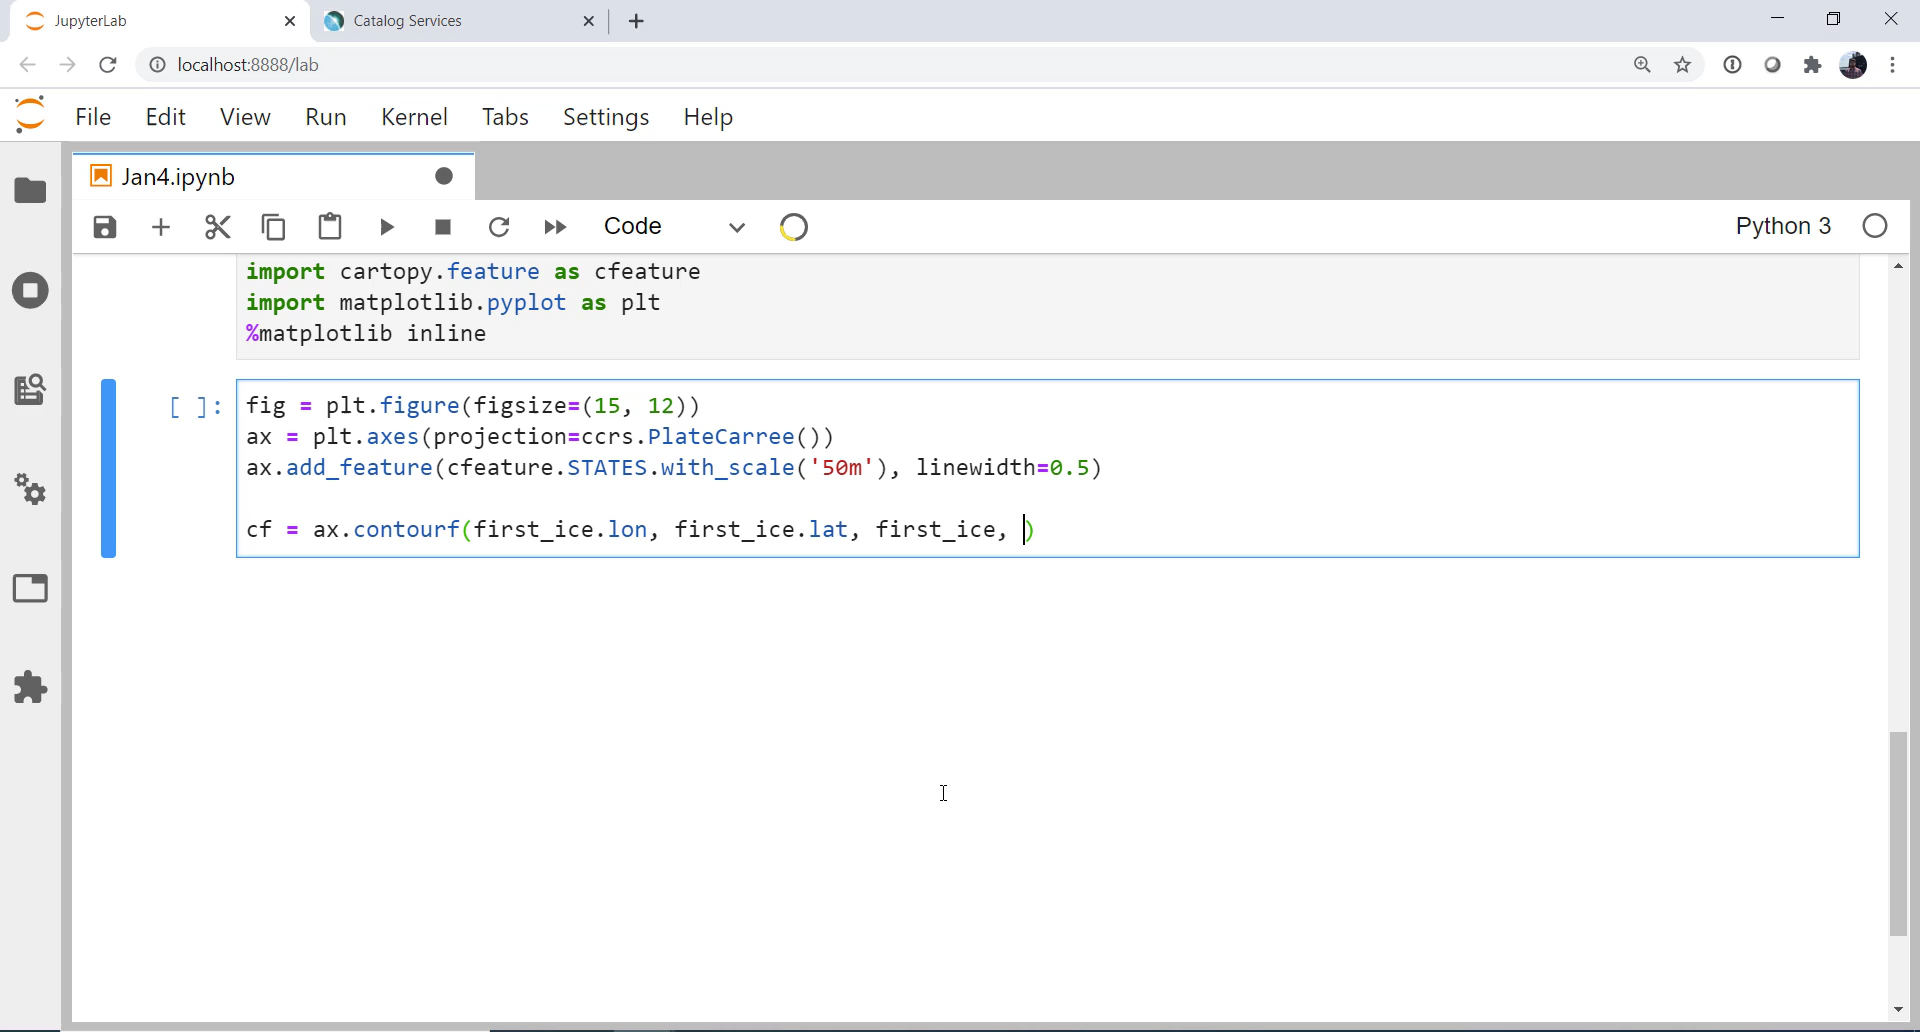 JupyterLab
Catalog Services
localhost:8888/lab
File Edit View Run Kernel Tabs Settings Help
Jan4.ipynb
Code
Python 3
import cartopy.feature as cfeature
import matplotlib.pyplot as plt
%matplotlib inline
[ ]:
fig = plt.figure(figsize=(15, 12))
ax = plt.axes(projection=ccrs.PlateCarree())
ax.add_feature(cfeature.STATES.with_scale('50m'), linewidth=0.5)
cf = ax.contourf(first_ice.lon, first_ice.lat, first_ice, )